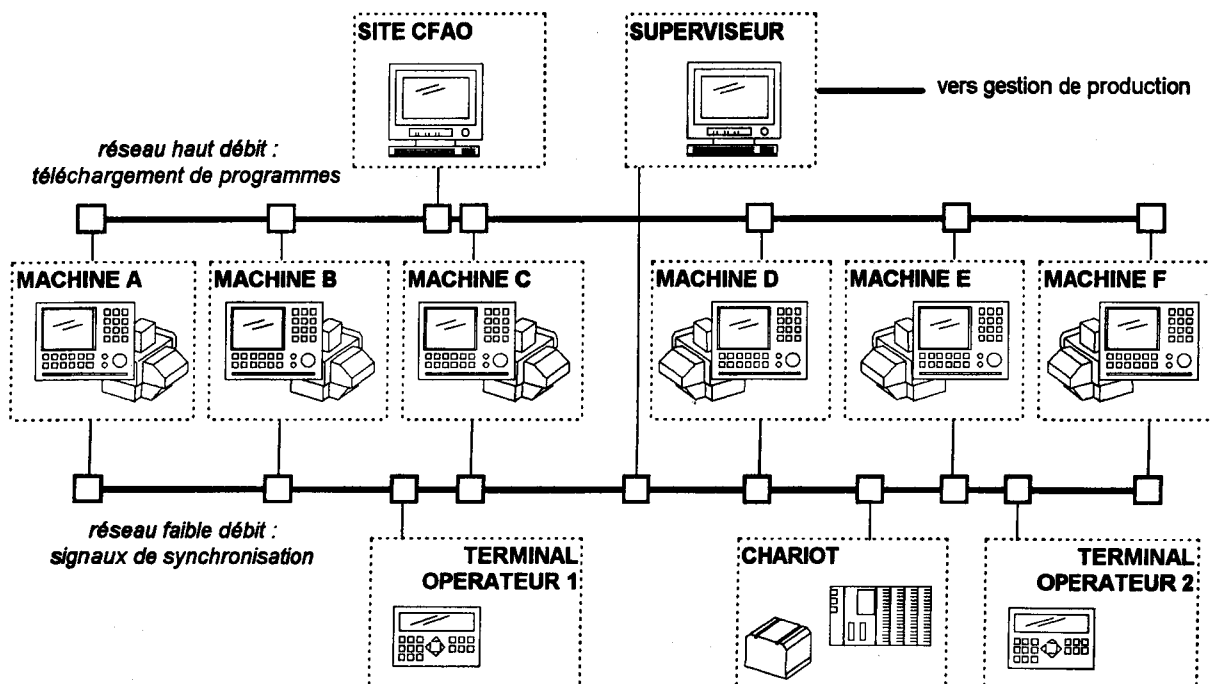 SITE CFAO
SUPERVISEUR
vers gestion de production
réseau haut débit :
téléchargement de programmes
MACHINE A
MACHINE B
MACHINE C
MACHINE D
MACHINE E
MACHINE F
réseau faible débit :
signaux de synchronisation
TERMINAL
OPERATEUR 1
CHARIOT
TERMINAL
OPERATEUR 2